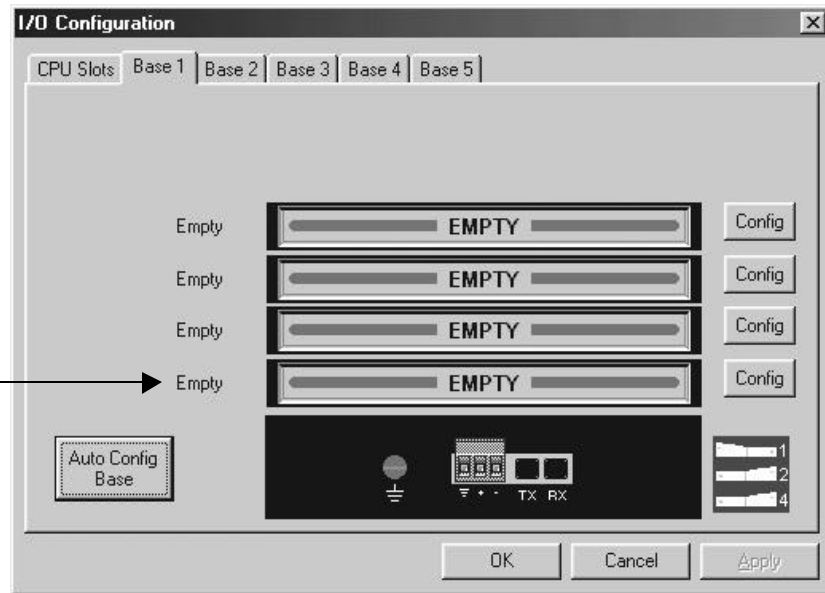 I/O Configuration
CPU Slots Base 1 Base 2 Base 3 Base 4 Base 5
Empty EMPTY Config
Empty EMPTY Config
Empty EMPTY Config
Empty EMPTY Config
Auto Config
Base
+ - TX RX
1
2
4
OK Cancel Apply